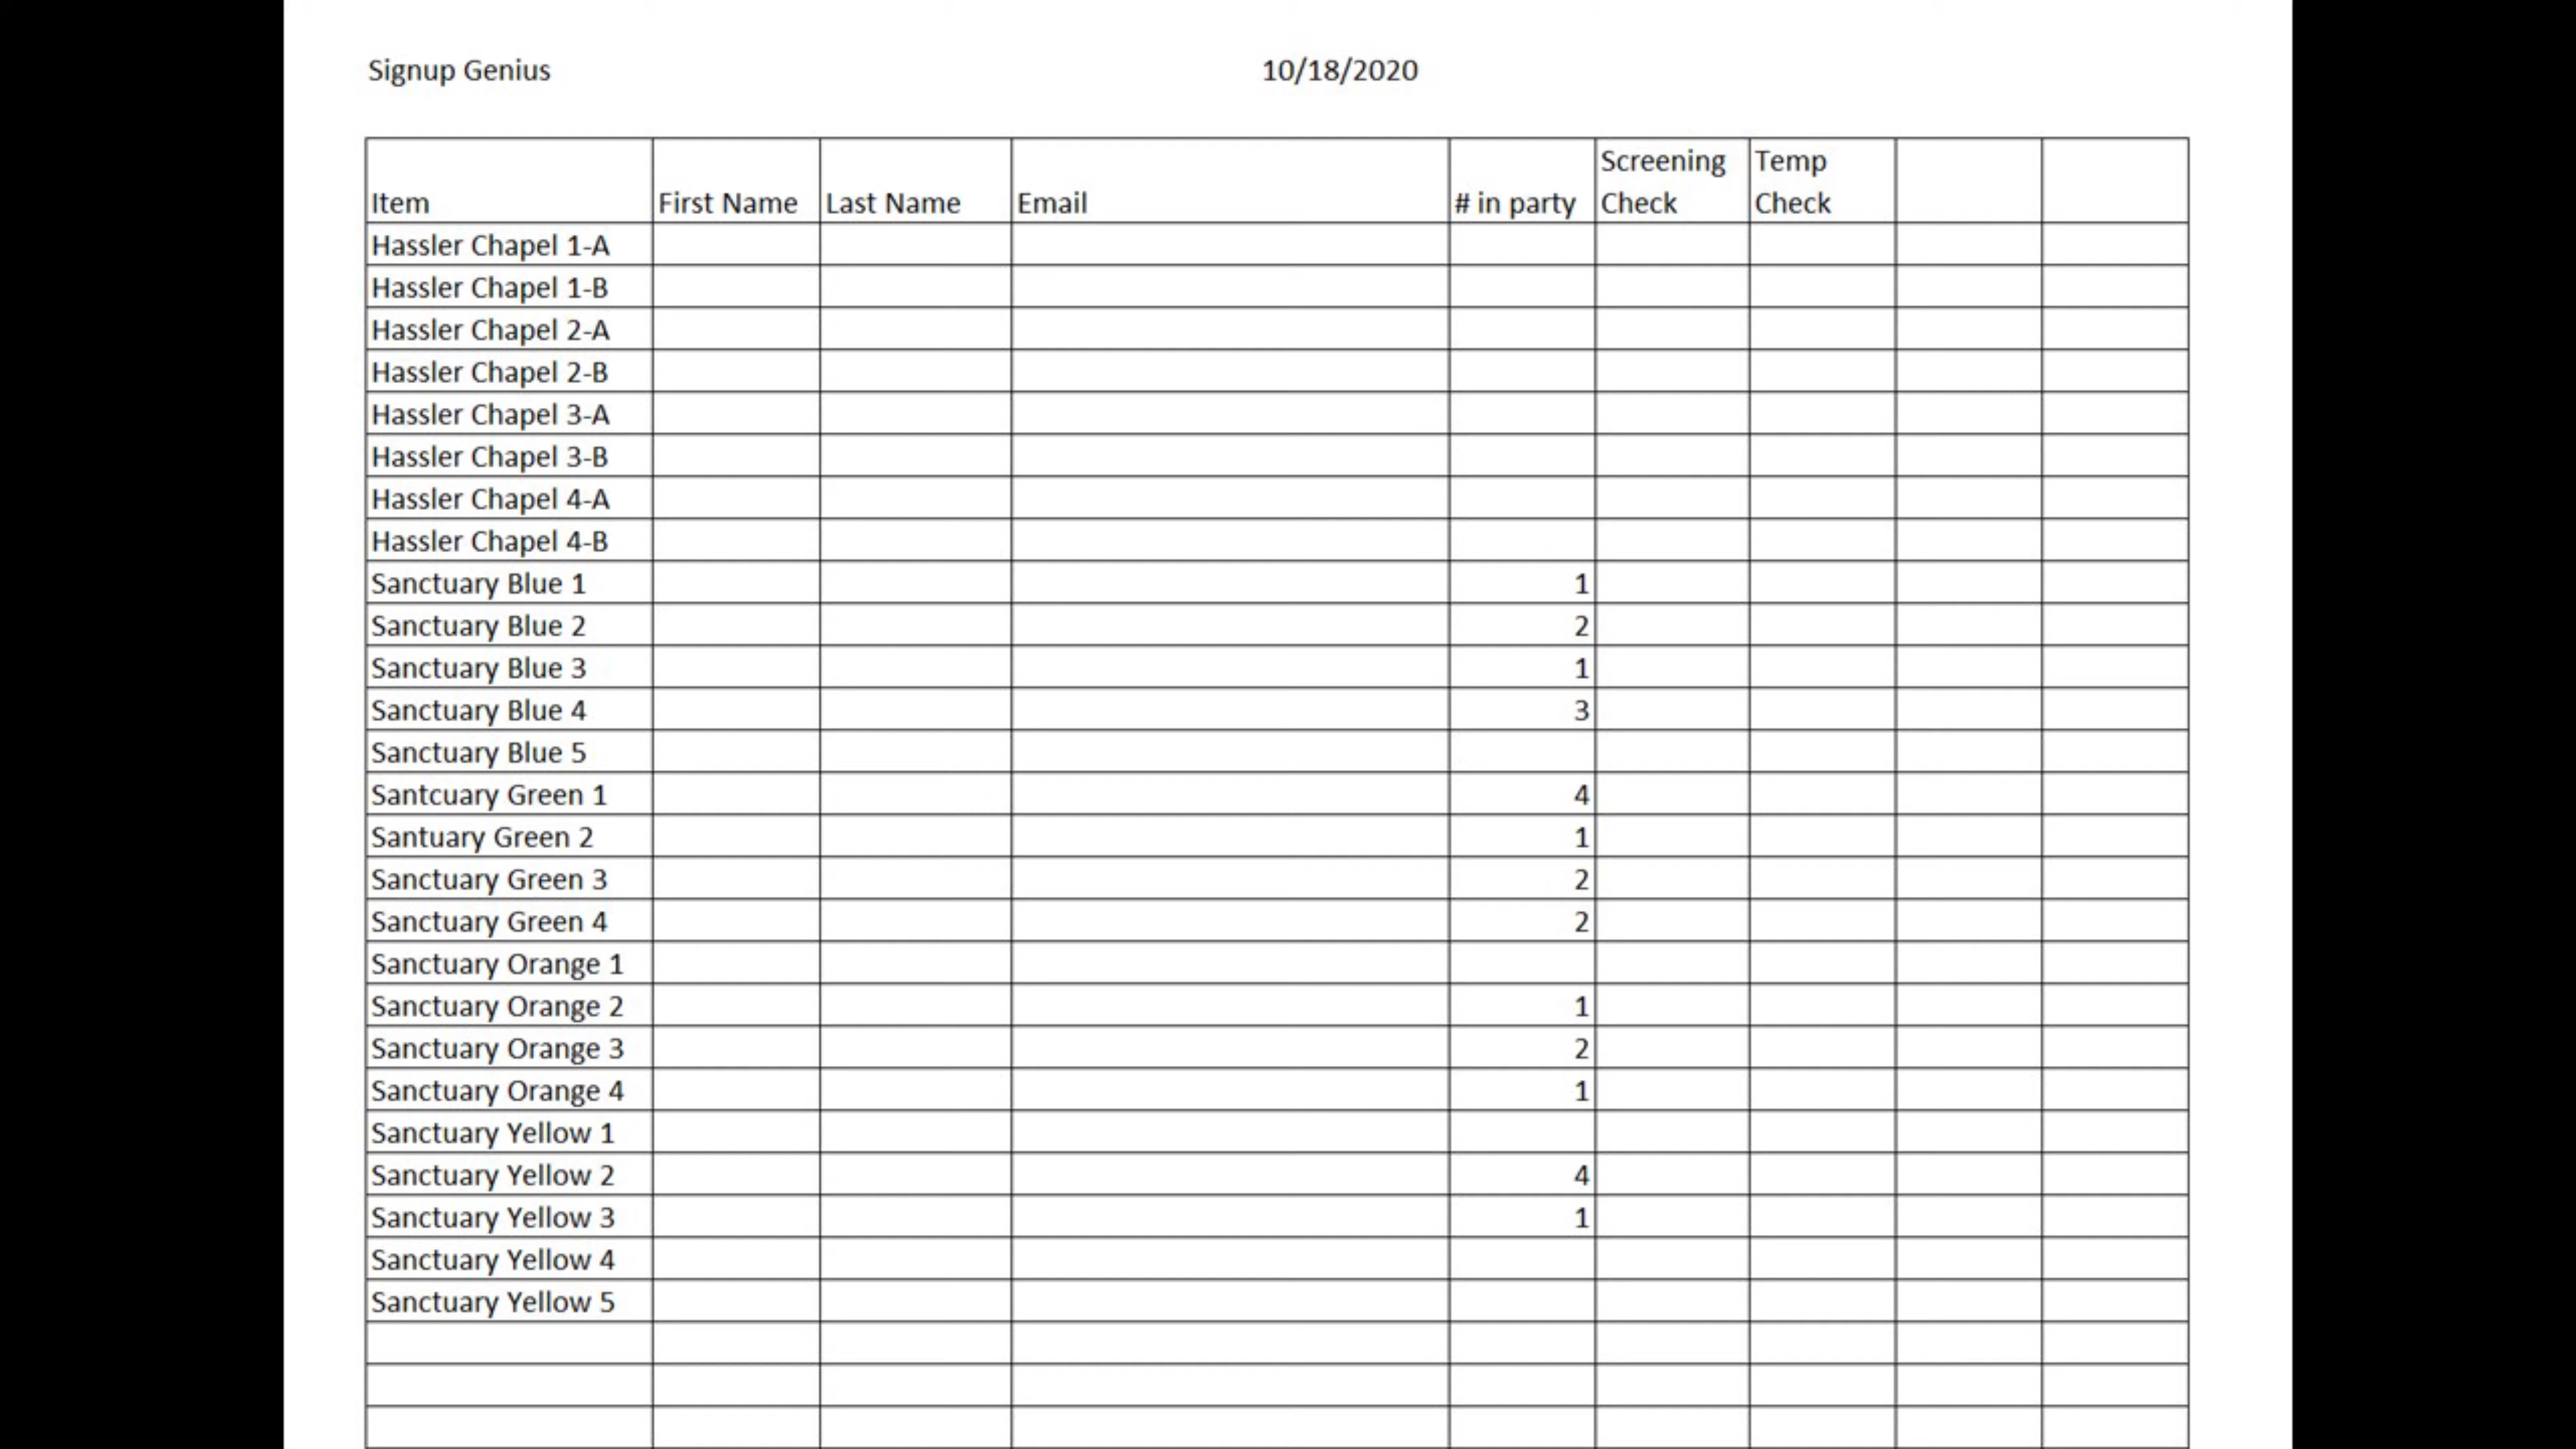 Signup Genius 10/18/2020
Item First Name Last Name Email # in party Screening Check Temp Check
Hassler Chapel 1-A
Hassler Chapel 1-B
Hassler Chapel 2-A
Hassler Chapel 2-B
Hassler Chapel 3-A
Hassler Chapel 3-B
Hassler Chapel 4-A
Hassler Chapel 4-B
Sanctuary Blue 1 1
Sanctuary Blue 2 2
Sanctuary Blue 3 1
Sanctuary Blue 4 3
Sanctuary Blue 5
Santcuary Green 1 4
Santuary Green 2 1
Sanctuary Green 3 2
Sanctuary Green 4 2
Sanctuary Orange 1
Sanctuary Orange 2 1
Sanctuary Orange 3 2
Sanctuary Orange 4 1
Sanctuary Yellow 1
Sanctuary Yellow 2 4
Sanctuary Yellow 3 1
Sanctuary Yellow 4
Sanctuary Yellow 5